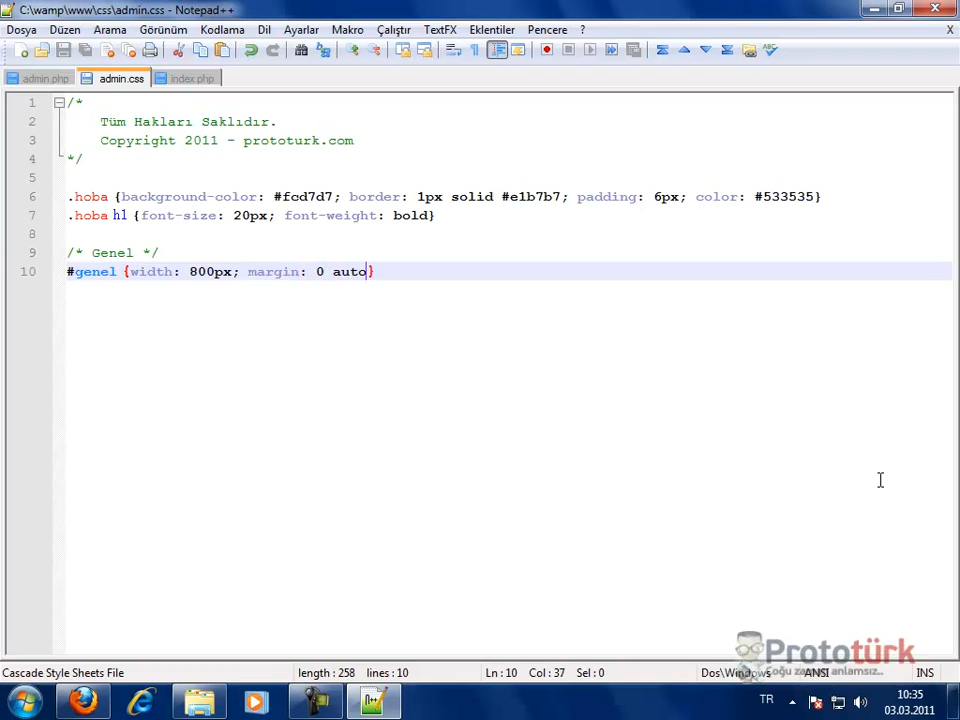 C:\wamp\www\css\admin.css - Notepad++
Dosya Düzen Arama Görünüm Kodlama Dil Ayarlar Makro Çalıştır TextFX Eklentiler Pencere ? X
admin.php admin.css index.php
1 /*
2 Tüm Hakları Saklıdır.
3 Copyright 2011 - prototurk.com
4 */
5
6 .hoba {background-color: #fcd7d7; border: 1px solid #e1b7b7; padding: 6px; color: #533535}
7 .hoba h1 {font-size: 20px; font-weight: bold}
8
9 /* Genel */
10 #genel {width: 800px; margin: 0 auto}
Prototürk
Çoğu zaman anlamsız..
Cascade Style Sheets File length : 258 lines : 10 Ln : 10 Col : 37 Sel : 0 Dos\Windows ANSI INS
TR 10:35
03.03.2011